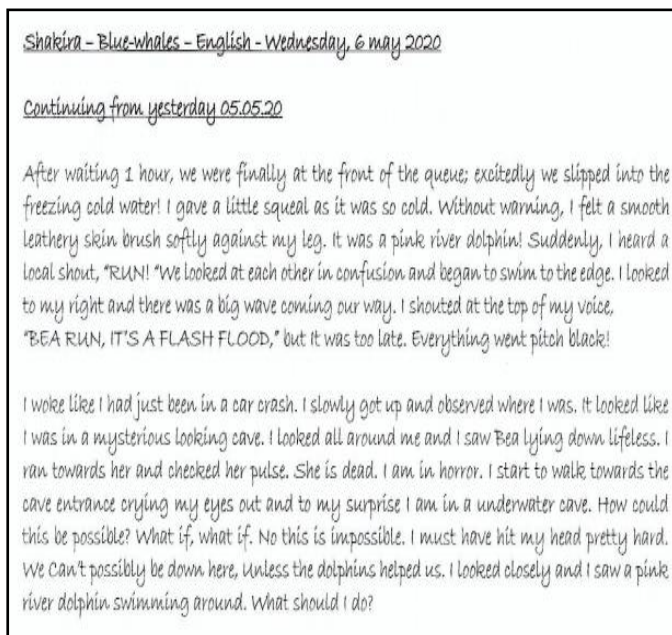 Shakira – Blue-whales – English - Wednesday, 6 may 2020
Continuing from yesterday 05.05.20
After waiting 1 hour, we were finally at the front of the queue; excitedly we slipped into the
freezing cold water! I gave a little squeal as it was so cold. Without warning, I felt a smooth
leathery skin brush softly against my leg. It was a pink river dolphin! Suddenly, I heard a
local shout, "RUN! "We looked at each other in confusion and began to swim to the edge. I looked
to my right and there was a big wave coming our way. I shouted at the top of my voice,
"BEA RUN, IT'S A FLASH FLOOD," but It was too late. Everything went pitch black!
I woke like I had just been in a car crash. I slowly got up and observed where I was. It looked like
I was in a mysterious looking cave. I looked all around me and I saw Bea lying down lifeless. I
ran towards her and checked her pulse. She is dead. I am in horror. I start to walk towards the
cave entrance crying my eyes out and to my surprise I am in a underwater cave. How could
this be possible? What if, what if. No this is impossible. I must have hit my head pretty hard.
We Can't possibly be down here, Unless the dolphins helped us. I looked closely and I saw a pink
river dolphin swimming around. What should I do?